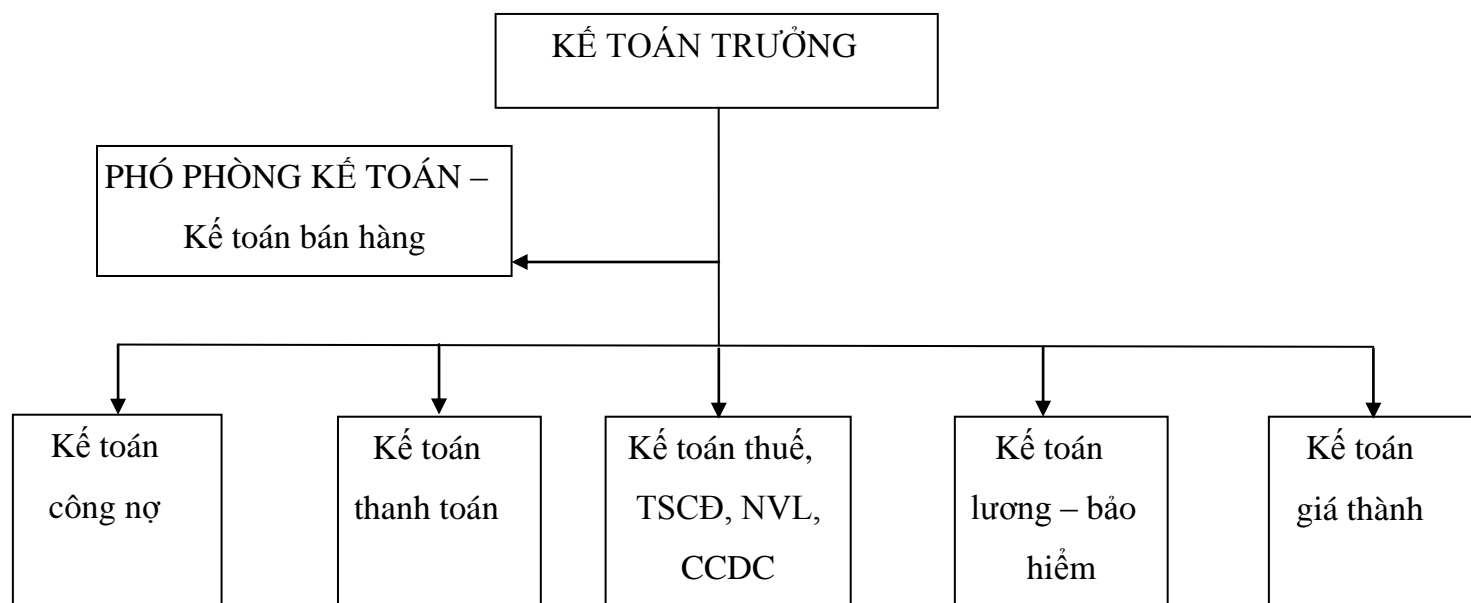 KẾ TOÁN TRƯỞNG
PHÓ PHÒNG KẾ TOÁN –
Kế toán bán hàng
Kế toán
công nợ
Kế toán
thanh toán
Kế toán thuế,
TSCĐ, NVL,
CCDC
Kế toán
lương – bảo
hiểm
Kế toán
giá thành